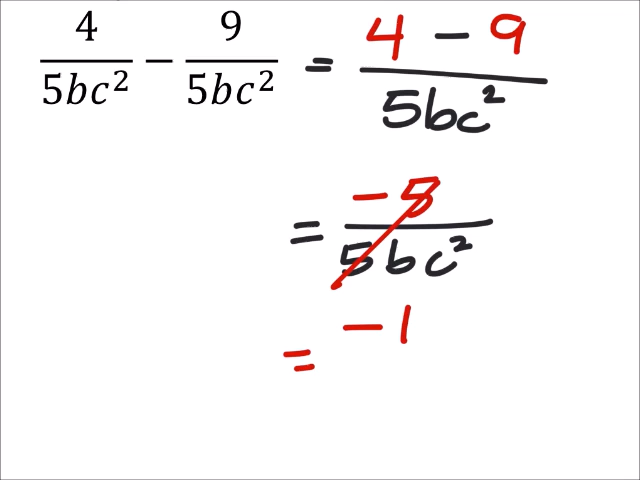 4/5bc² − 9/5bc² = 4 − 9/5bc²
= −5/5bc²
= −1